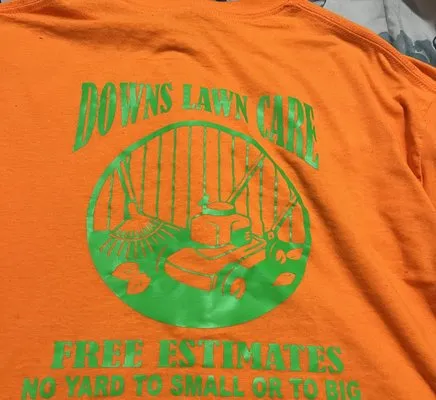 DOWNS LAWN CARE
FREE ESTIMATES
NO YARD TO SMALL OR TO BIG